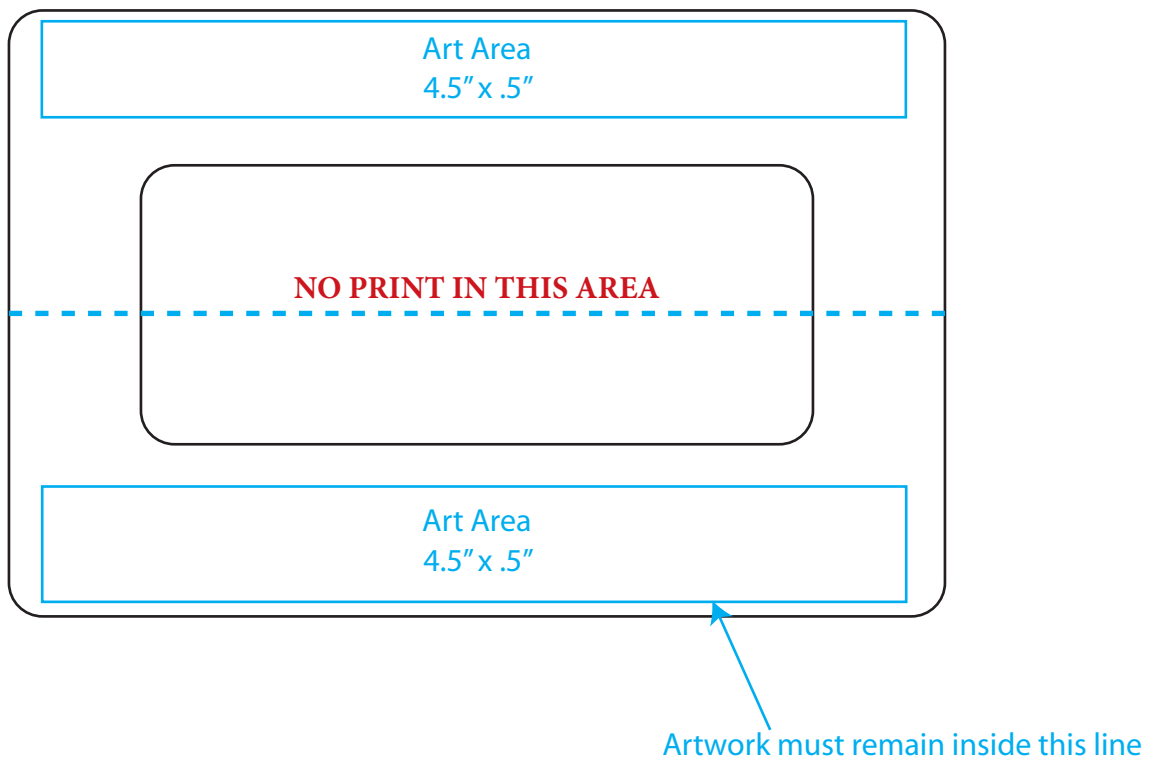 Art Area
4.5” x .5”
NO PRINT IN THIS AREA
Art Area
4.5” x .5”
Artwork must remain inside this line